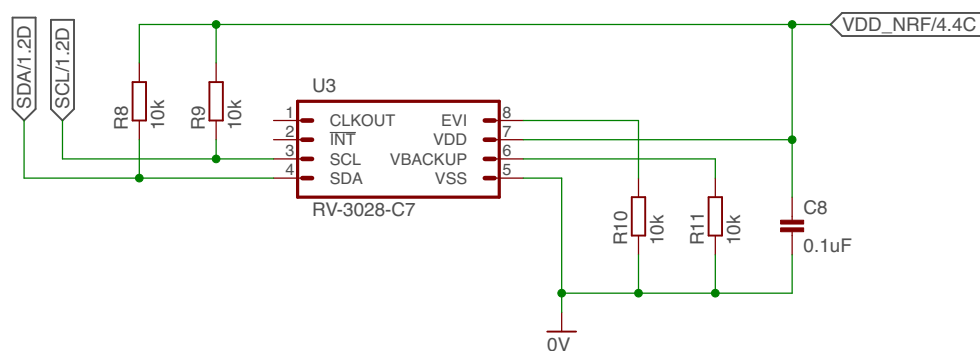 VDD_NRF/4.4C
SDA/1.2D
SCL/1.2D
R8
10k
R9
10k
U3
1
CLKOUT
EVI
8
2
INT
VDD
7
3
SCL
VBACKUP
6
4
SDA
VSS
5
RV-3028-C7
R10
10k
R11
10k
C8
0.1uF
0V